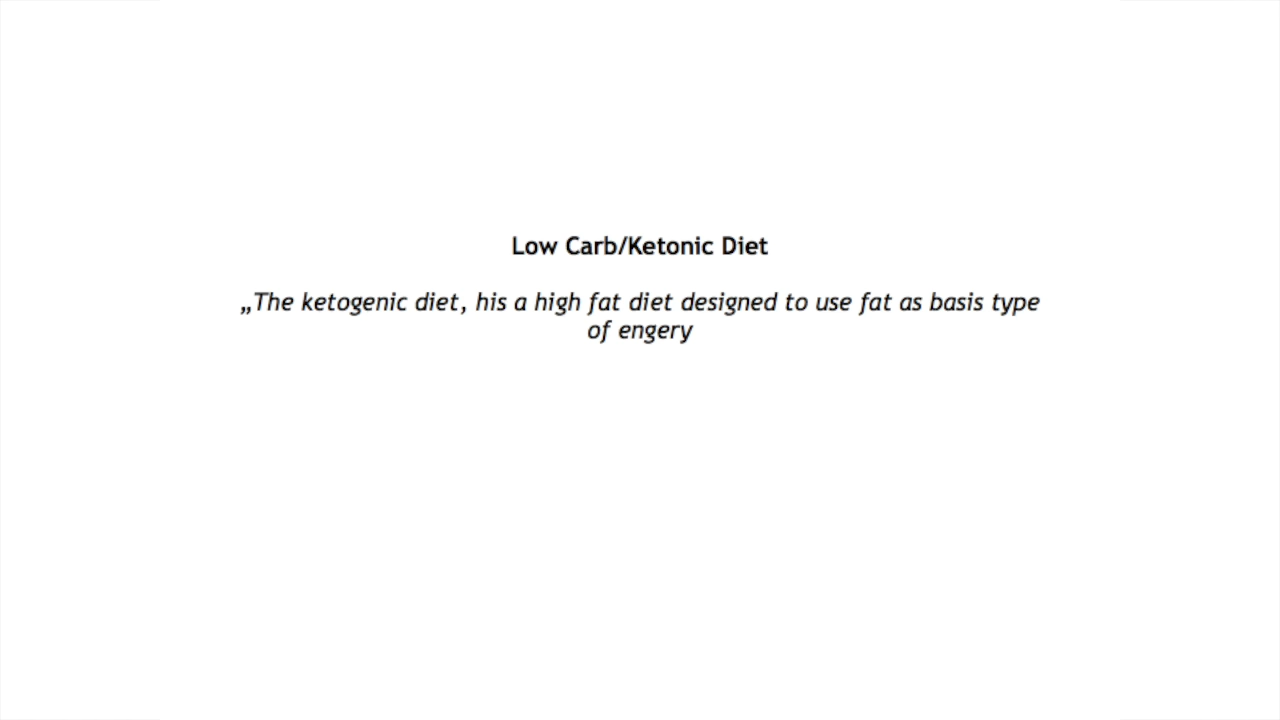 Low Carb/Ketonic Diet
„The ketogenic diet, his a high fat diet designed to use fat as basis type
of engery